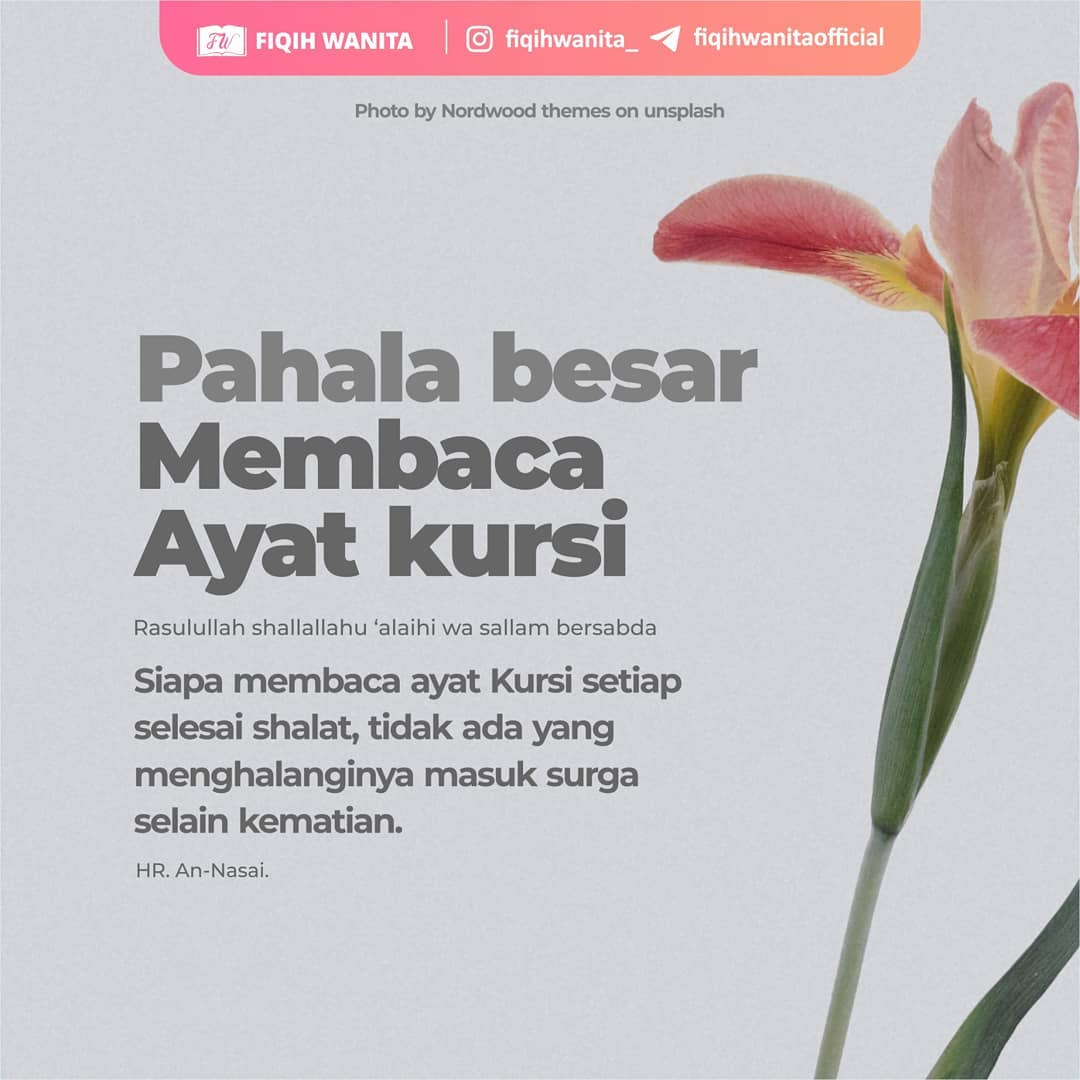 FW FIQIH WANITA | fiqihwanita_ fiqihwanitaofficial
Photo by Nordwood themes on unsplash
Pahala besar
Membaca
Ayat kursi
Rasulullah shallallahu ‘alaihi wa sallam bersabda
Siapa membaca ayat Kursi setiap
selesai shalat, tidak ada yang
menghalanginya masuk surga
selain kematian.
HR. An-Nasai.